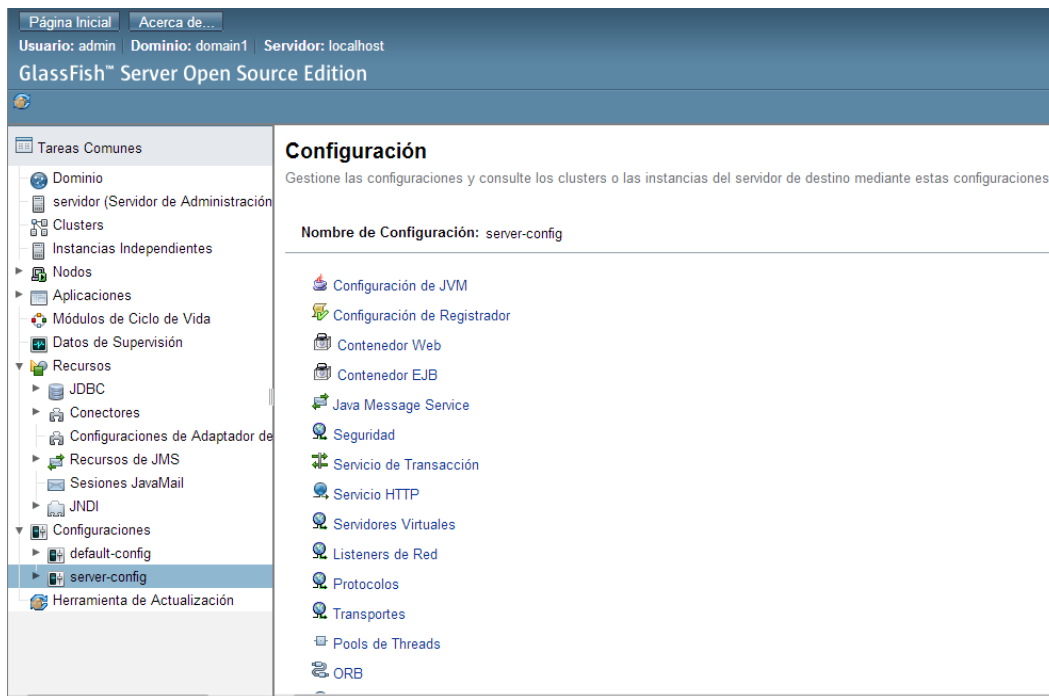 Página Inicial Acerca de...
Usuario: admin Dominio: domain1 Servidor: localhost
GlassFish™ Server Open Source Edition
Tareas Comunes
Dominio
servidor (Servidor de Administración
Clusters
Instancias Independientes
Nodos
Aplicaciones
Módulos de Ciclo de Vida
Datos de Supervisión
Recursos
JDBC
Conectores
Configuraciones de Adaptador de
Recursos de JMS
Sesiones JavaMail
JNDI
Configuraciones
default-config
server-config
Herramienta de Actualización
Configuración
Gestione las configuraciones y consulte los clusters o las instancias del servidor de destino mediante estas configuraciones
Nombre de Configuración: server-config
Configuración de JVM
Configuración de Registrador
Contenedor Web
Contenedor EJB
Java Message Service
Seguridad
Servicio de Transacción
Servicio HTTP
Servidores Virtuales
Listeners de Red
Protocolos
Transportes
Pools de Threads
ORB